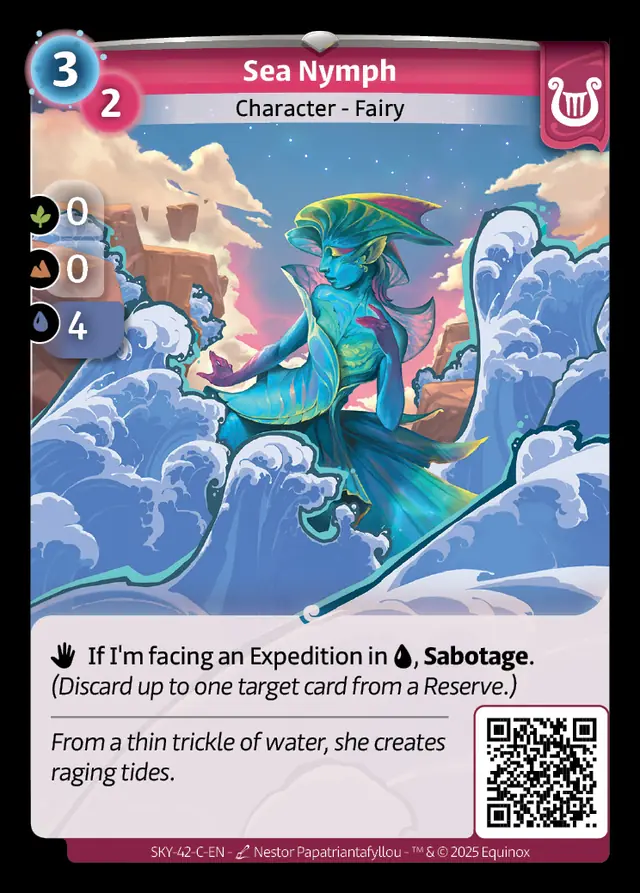 3
Sea Nymph
2
Character - Fairy
0
0
4
If I'm facing an Expedition in , Sabotage.
(Discard up to one target card from a Reserve.)
From a thin trickle of water, she creates
raging tides.
SKY-42-C-EN - Nestor Papatriantafyllou - ™ & © 2025 Equinox